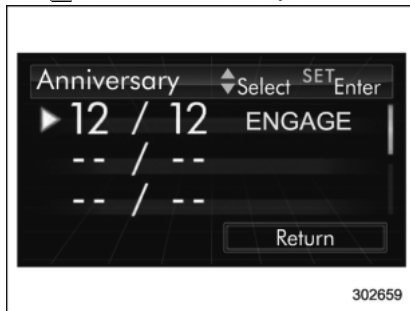 Anniversary Select SET Enter
12 / 12 ENGAGE
-- / --
-- / --
Return
302659